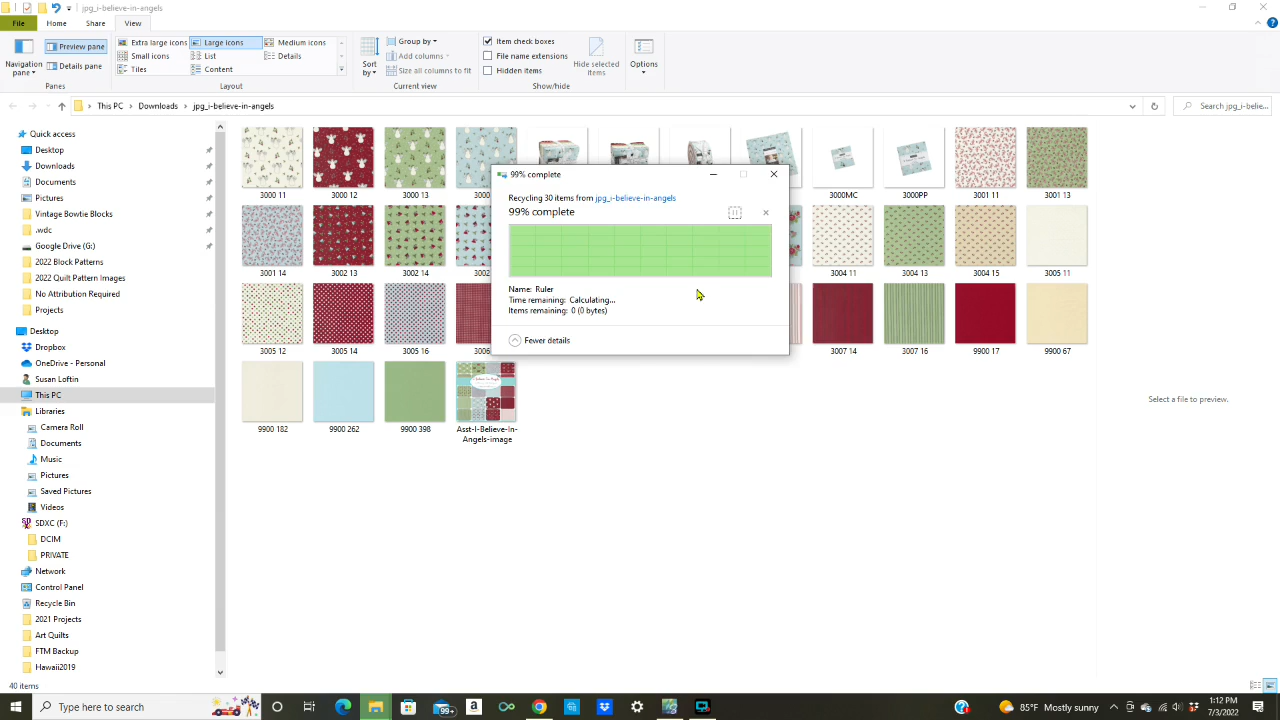 jpg_i-believe-in-angels
File Home Share View
Navigation pane
Preview pane
Details pane
Panes
Extra large icons Large icons Medium icons
Small icons List Details
Tiles Content
Layout
Sort by
Group by
Add columns
Size all columns to fit
Current view
Item check boxes
File name extensions
Hidden items
Hide selected items
Show/hide
Options
This PC Downloads jpg_i-believe-in-angels
Search jpg_i-belie...
Quick access
Desktop
Downloads
Documents
Pictures
Vintage Bowtie Blocks
.wdc
Google Drive (G:)
2022 Block Patterns
2022 Quilt Pattern Images
No Attribution Required
Projects
Desktop
Dropbox
OneDrive - Personal
Susan Loftin
This PC
Libraries
Camera Roll
Documents
Music
Pictures
Saved Pictures
Videos
SDXC (F:)
DCIM
PRIVATE
Network
Control Panel
Recycle Bin
2021 Projects
Art Quilts
FTM Backup
Hawaii2019
3000 11 3000 12 3000 13 3000MC 3000PP 3001 11 3001 13
3001 14 3002 13 3002 14 3002 3004 11 3004 13 3004 15 3005 11
3005 12 3005 14 3005 16 3006 3007 14 3007 16 9900 17 9900 67
9900 182 9900 262 9900 398 Asst-I-Believe-In-
Angels-image
99% complete
Recycling 30 items from jpg_i-believe-in-angels
99% complete
Name: Ruler
Time remaining: Calculating...
Items remaining: 0 (0 bytes)
Fewer details
Select a file to preview.
40 items
Type here to search
99+
85°F Mostly sunny
1:12 PM
7/3/2022